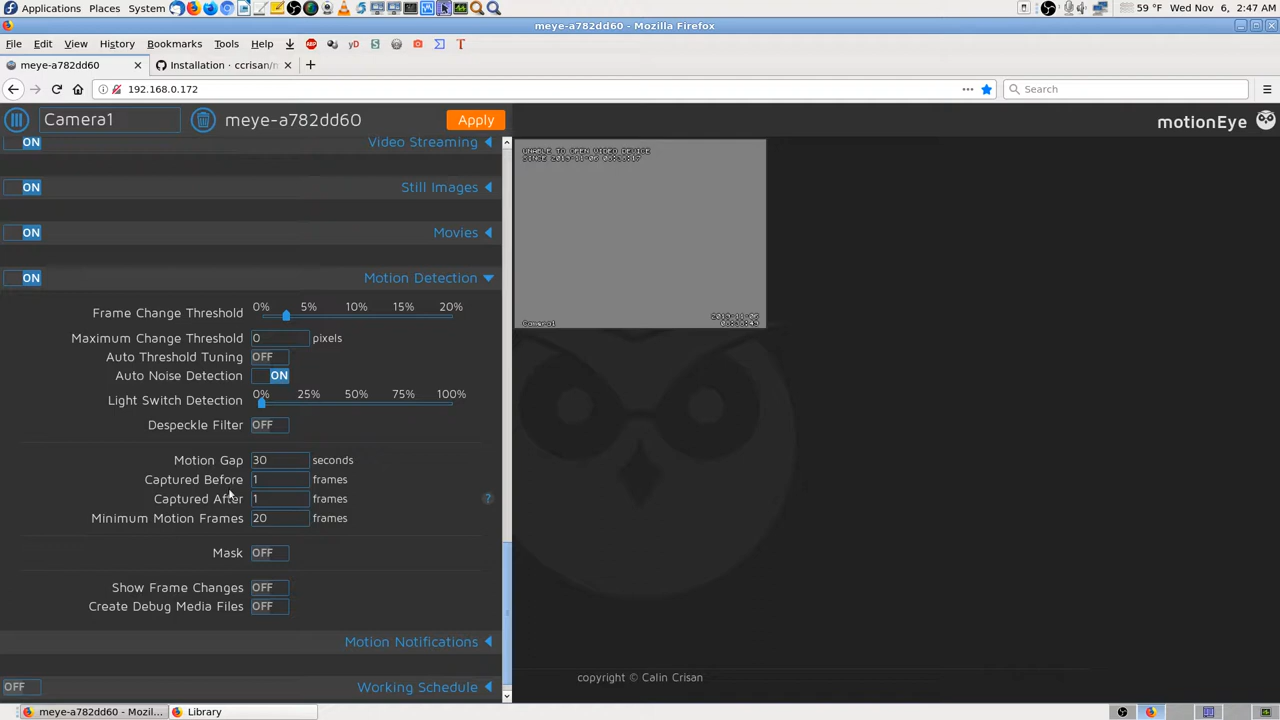 Applications Places System 59 °F Wed Nov 6, 2:47 AM
meye-a782dd60 - Mozilla Firefox
File Edit View History Bookmarks Tools Help
meye-a782dd60 Installation · ccrisan/m
192.168.0.172 Search
Camera1 meye-a782dd60 Apply motionEye
ON Video Streaming
UNABLE TO OPEN VIDEO DEVICE
ON Still Images
ON Movies
ON Motion Detection
Camera1
Frame Change Threshold 0% 5% 10% 15% 20%
Maximum Change Threshold 0 pixels
Auto Threshold Tuning OFF
Auto Noise Detection ON
Light Switch Detection 0% 25% 50% 75% 100%
Despeckle Filter OFF
Motion Gap 30 seconds
Captured Before 1 frames
Captured After 1 frames ?
Minimum Motion Frames 20 frames
Mask OFF
Show Frame Changes OFF
Create Debug Media Files OFF
Motion Notifications
copyright © Calin Crisan
OFF Working Schedule
meye-a782dd60 - Mozil... Library